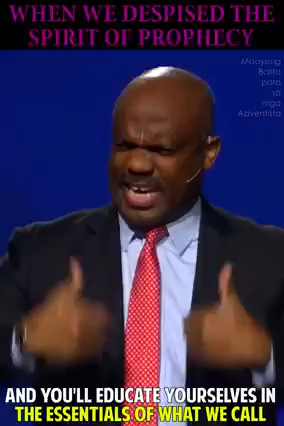 WHEN WE DESPISED THE
SPIRIT OF PROPHECY
Maayong
Balita
para
sa
mga
Adventista
AND YOU'LL EDUCATE YOURSELVES IN
THE ESSENTIALS OF WHAT WE CALL